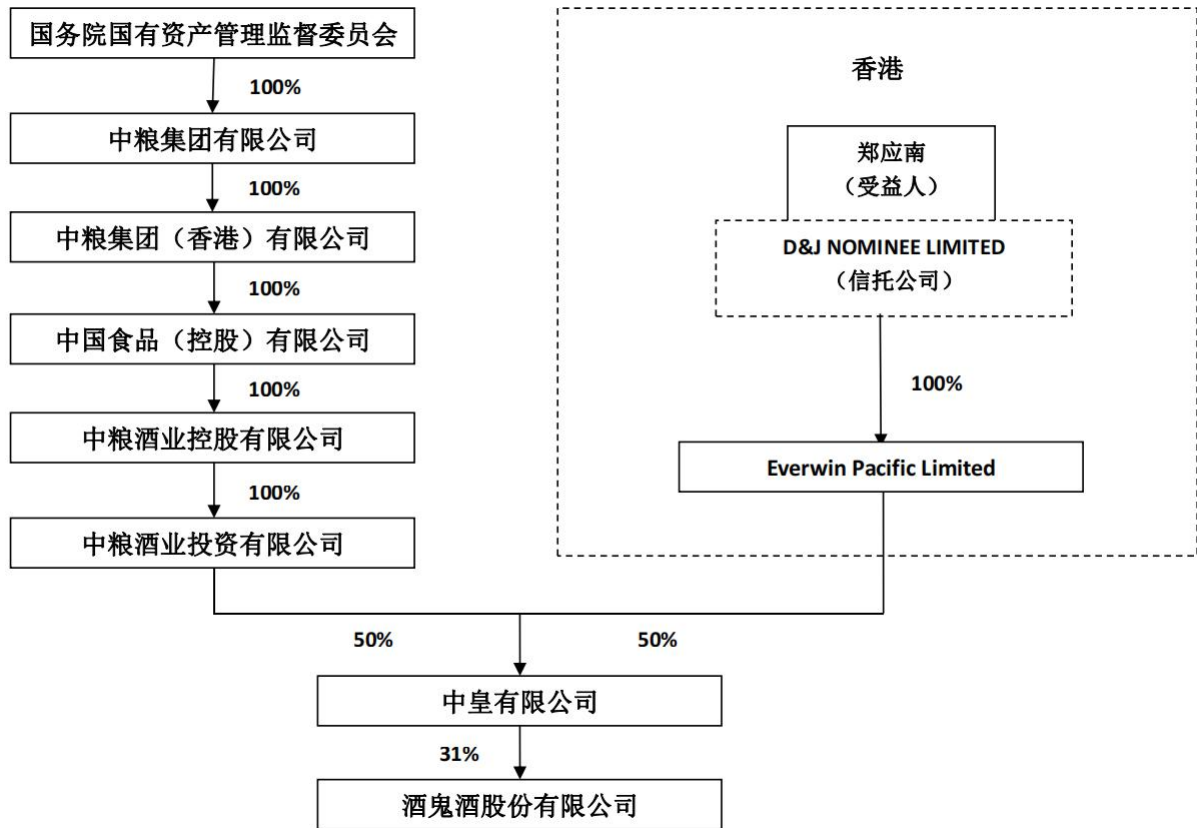 国务院国有资产管理监督委员会
100%
中粮集团有限公司
100%
中粮集团（香港）有限公司
100%
中国食品（控股）有限公司
100%
中粮酒业控股有限公司
100%
中粮酒业投资有限公司
香港
郑应南
（受益人）
D&J NOMINEE LIMITED
（信托公司）
100%
Everwin Pacific Limited
50%
50%
中皇有限公司
31%
酒鬼酒股份有限公司